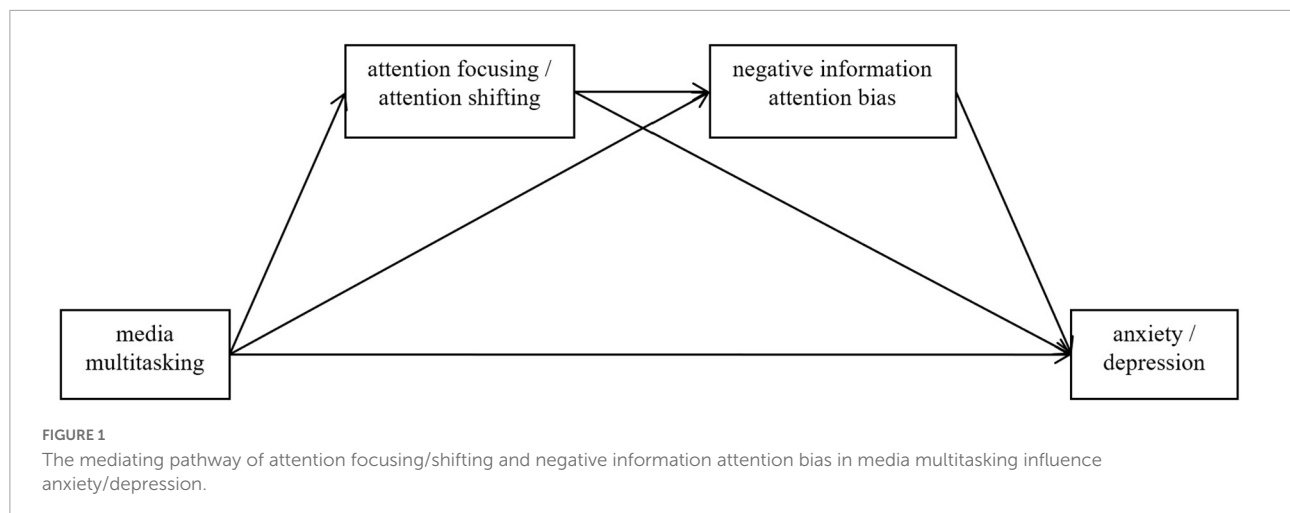 attention focusing /
attention shifting
negative information
attention bias
media
multitasking
anxiety /
depression
FIGURE 1
The mediating pathway of attention focusing/shifting and negative information attention bias in media multitasking influence
anxiety/depression.